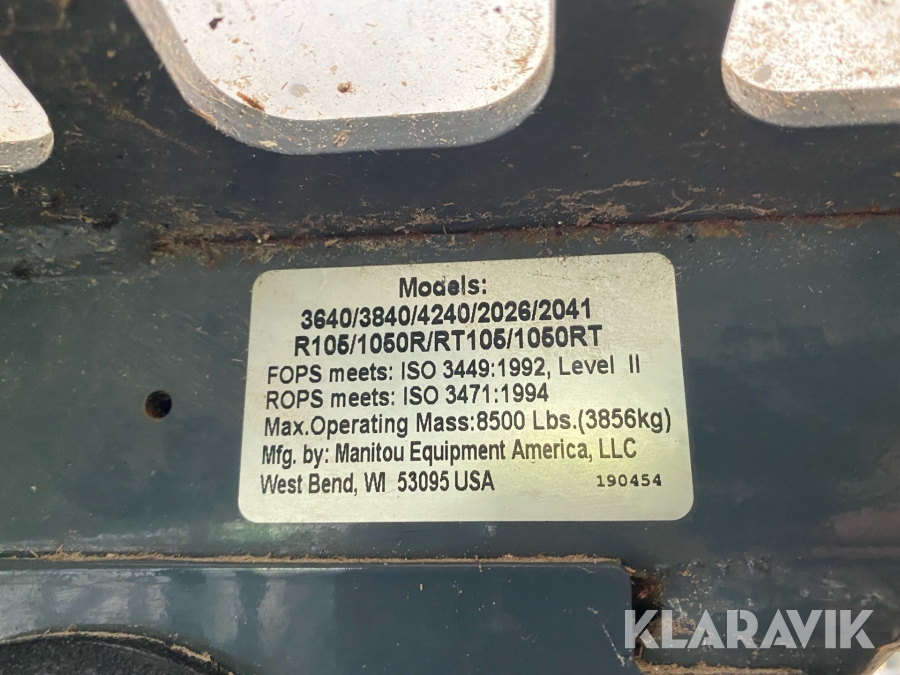 Models:
3640/3840/4240/2026/2041
R105/1050R/RT105/1050RT
FOPS meets: ISO 3449:1992, Level II
ROPS meets: ISO 3471:1994
Max.Operating Mass:8500 Lbs.(3856kg)
Mfg. by: Manitou Equipment America, LLC
West Bend, WI 53095 USA 190454
KLARAVIK